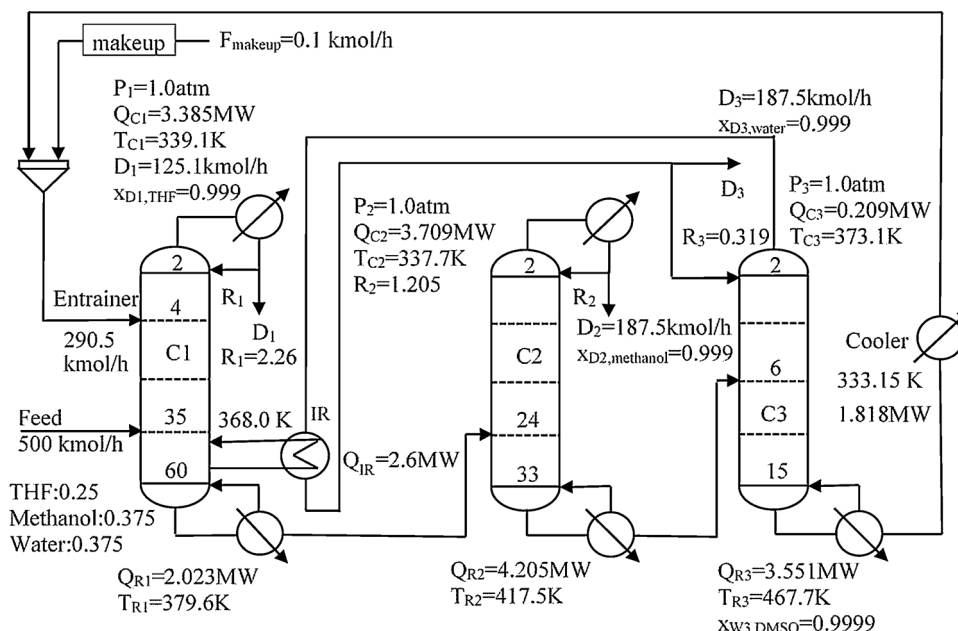 makeup
Fmakeup=0.1 kmol/h
P1=1.0atm
QC1=3.385MW
TC1=339.1K
D1=125.1kmol/h
xD1,THF=0.999
D3=187.5kmol/h
xD3,water=0.999
D3
P3=1.0atm
QC3=0.209MW
TC3=373.1K
R3=0.319
P2=1.0atm
QC2=3.709MW
TC2=337.7K
R2=1.205
2
4
C1
35
60
R1
D1
R1=2.26
Entrainer
290.5
kmol/h
Feed
500 kmol/h
THF:0.25
Methanol:0.375
Water:0.375
368.0 K
IR
QIR=2.6MW
QR1=2.023MW
TR1=379.6K
2
C2
24
33
R2
D2=187.5kmol/h
xD2,methanol=0.999
QR2=4.205MW
TR2=417.5K
2
6
C3
15
Cooler
333.15 K
1.818MW
QR3=3.551MW
TR3=467.7K
xW3,DMSO=0.9999